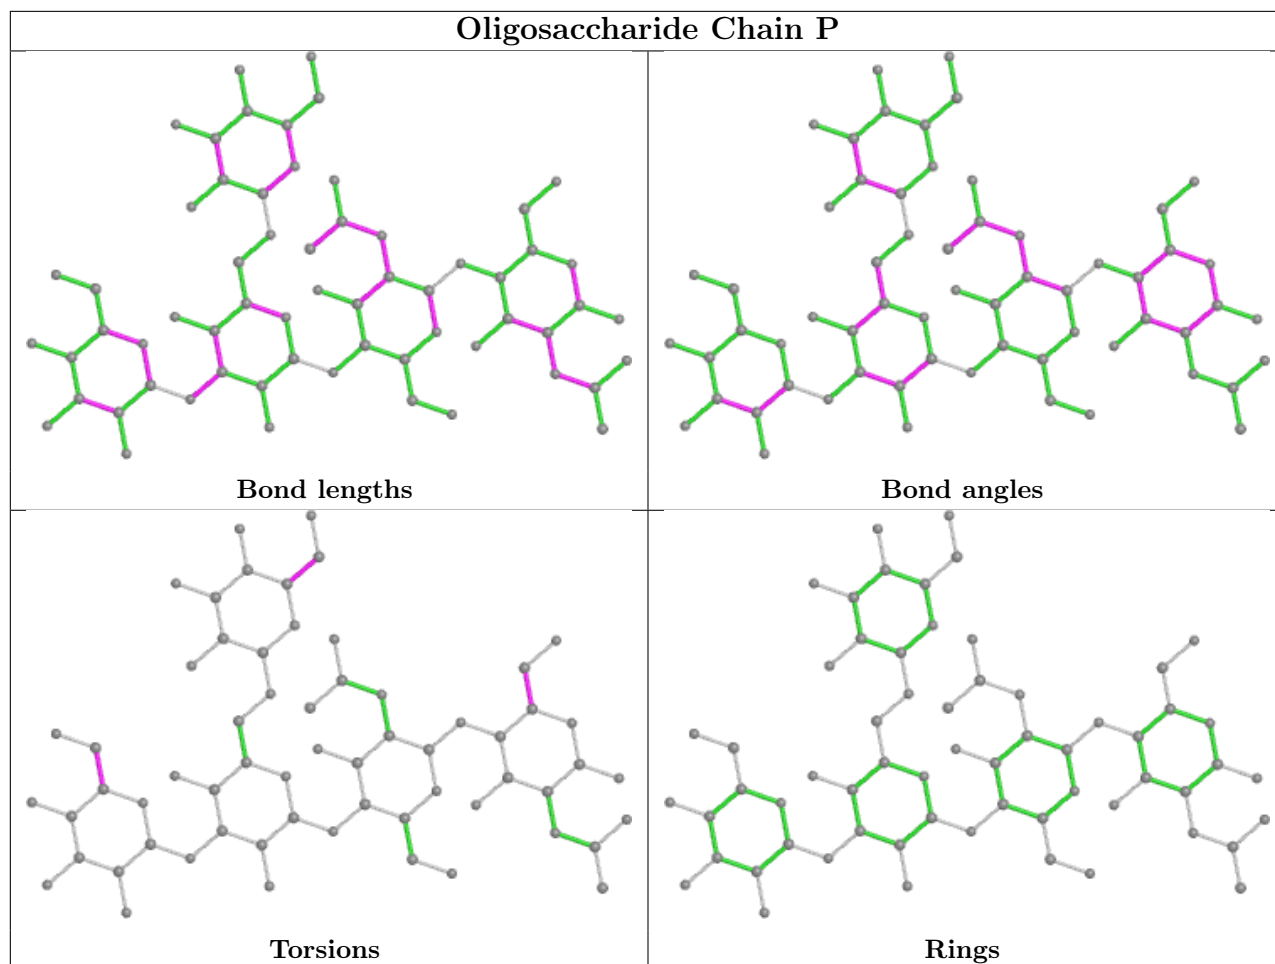 Oligosaccharide Chain P
Bond lengths
Bond angles
Torsions
Rings